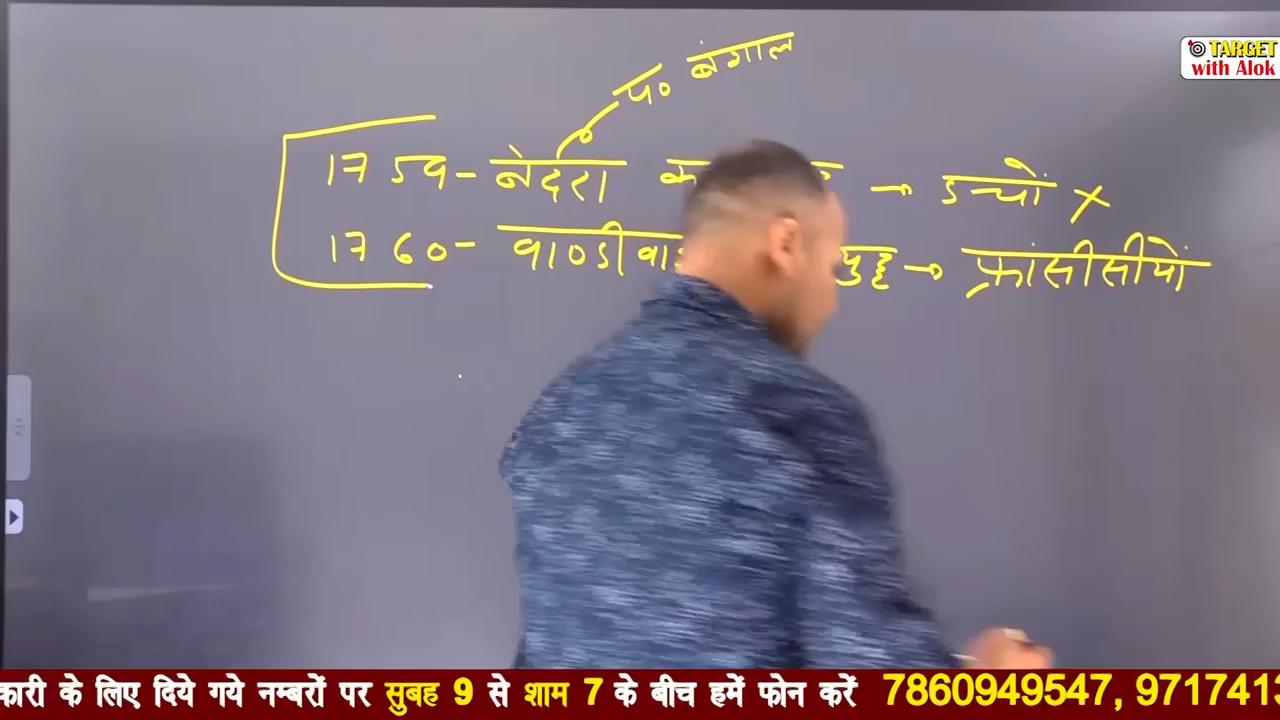 TARGET
with Alok
प० बंगाल
1759- बेदरा → डचों ×
1760- वाण्डीवा युद्ध → फ्रांसीसीयों
कारी के लिए दिये गये नम्बरों पर सुबह 9 से शाम 7 के बीच हमें फोन करें 7860949547, 9717413